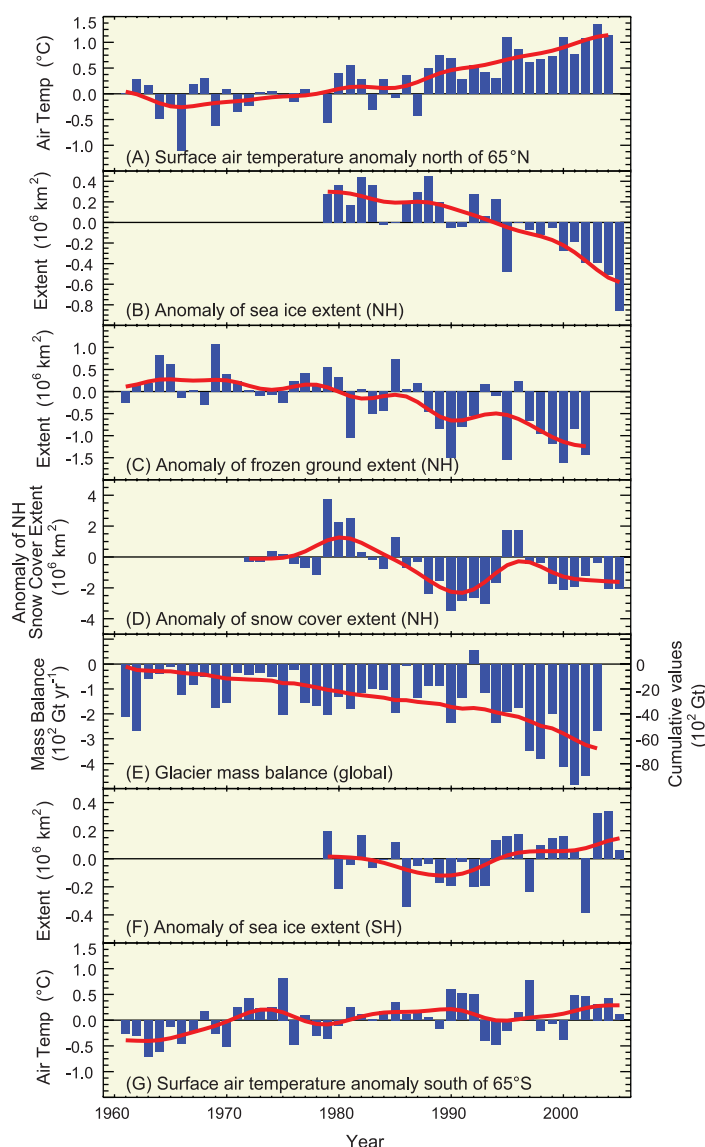 Air Temp (°C)
1.5
1.0
0.5
0.0
-0.5
-1.0
(A) Surface air temperature anomaly north of 65°N
Extent (10⁶ km²)
0.4
0.2
0.0
-0.2
-0.4
-0.6
-0.8
(B) Anomaly of sea ice extent (NH)
Extent (10⁶ km²)
1.0
0.5
0.0
-0.5
-1.0
-1.5
(C) Anomaly of frozen ground extent (NH)
Anomaly of NH
Snow Cover Extent
(10⁶ km²)
4
2
0
-2
-4
(D) Anomaly of snow cover extent (NH)
Mass Balance
(10² Gt yr⁻¹)
0
-1
-2
-3
-4
(E) Glacier mass balance (global)
0
-20
-40
-60
-80
Cumulative values
(10² Gt)
Extent (10⁶ km²)
0.4
0.2
0.0
-0.2
-0.4
(F) Anomaly of sea ice extent (SH)
Air Temp (°C)
1.5
1.0
0.5
0.0
-0.5
-1.0
(G) Surface air temperature anomaly south of 65°S
1960 1970 1980 1990 2000
Year